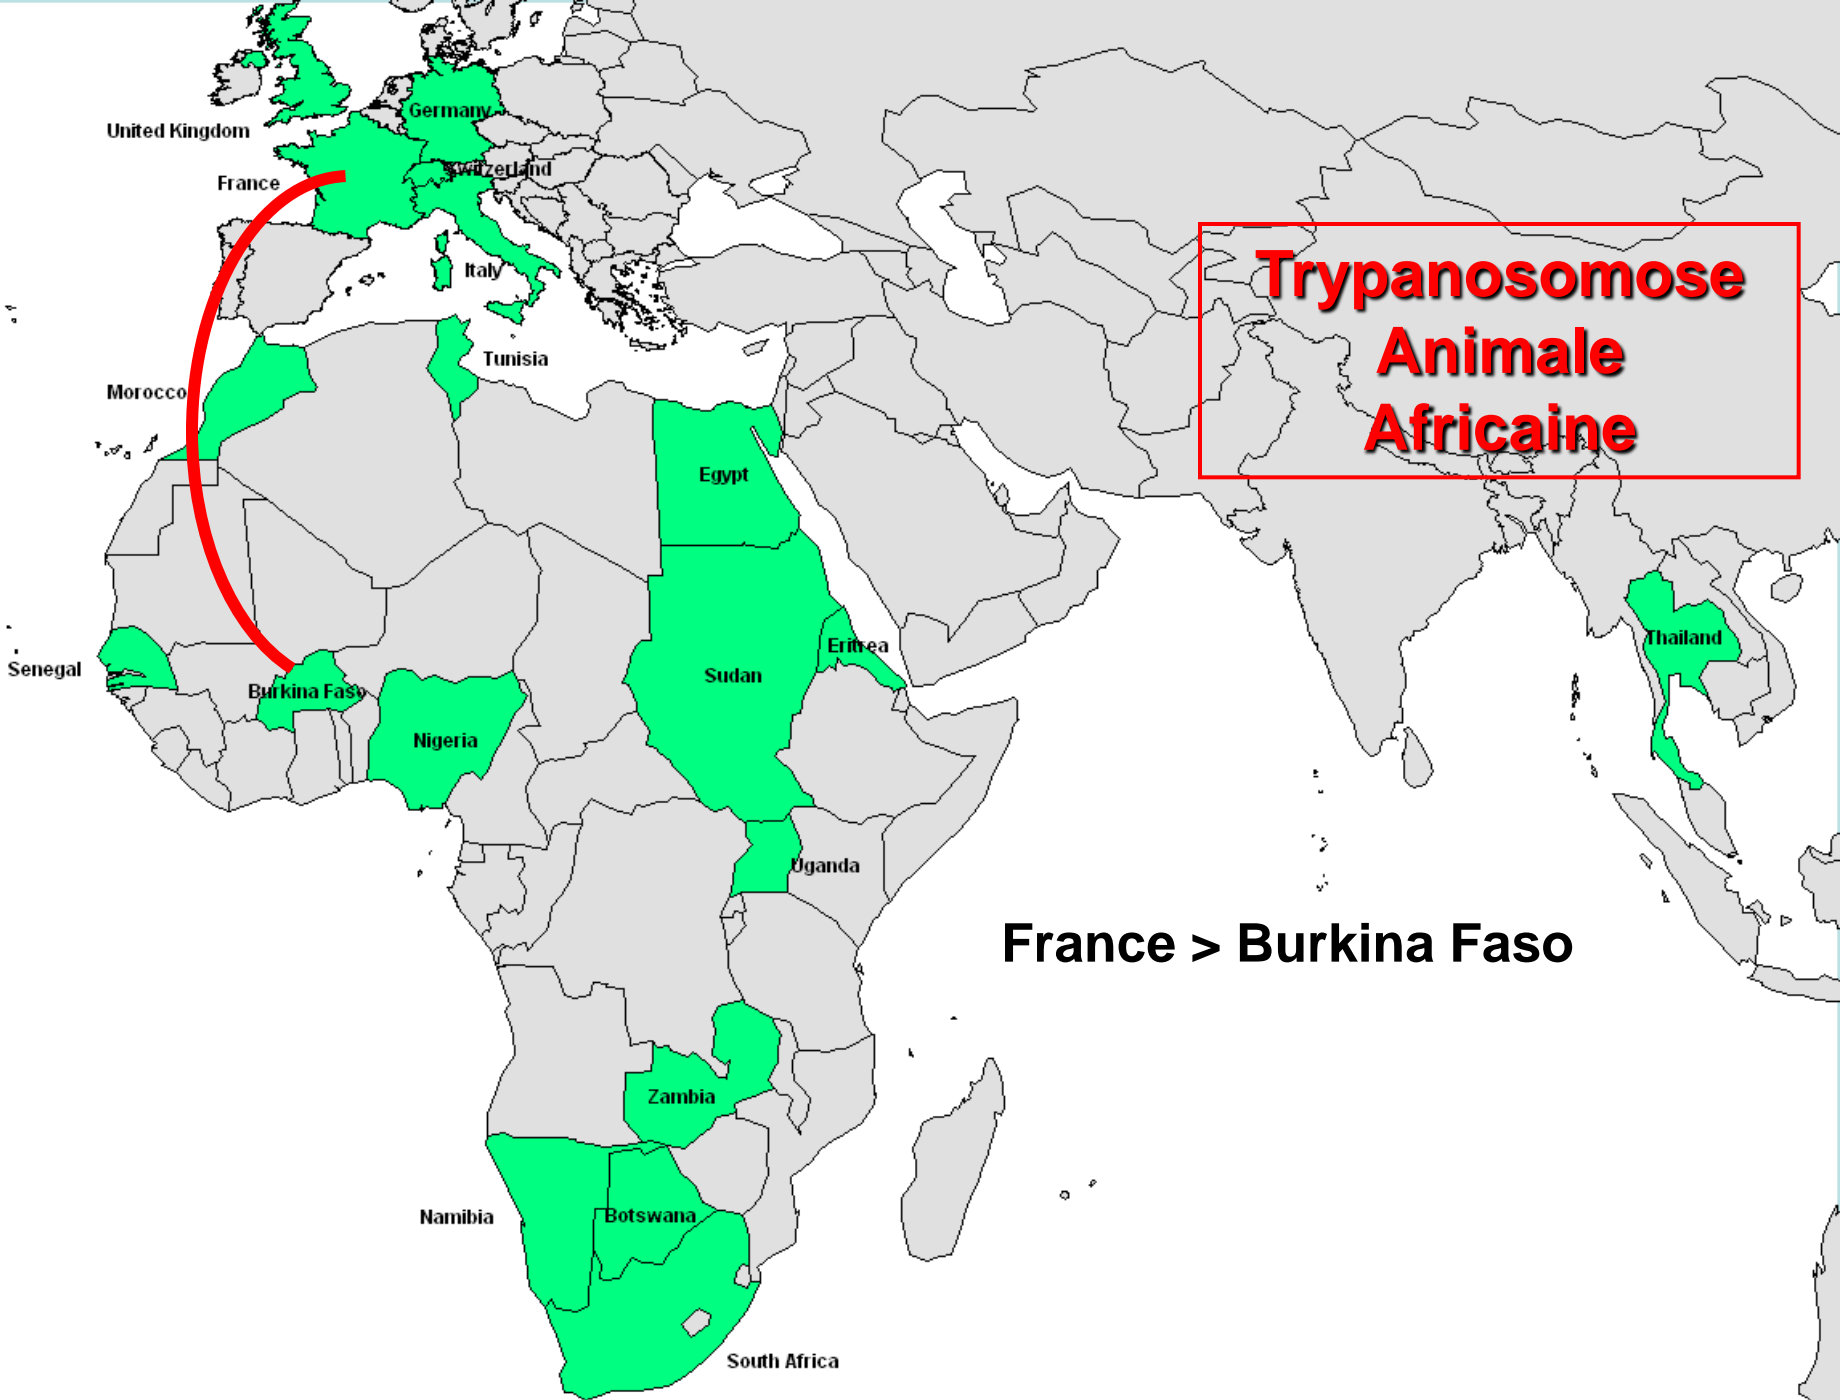 Germany
United Kingdom
Switzerland
France
Italy
Trypanosomose
Animale
Africaine
Tunisia
Morocco
Egypt
Thailand
Eritrea
Senegal
Sudan
Burkina Faso
Nigeria
Uganda
France > Burkina Faso
Zambia
Namibia
Botswana
South Africa